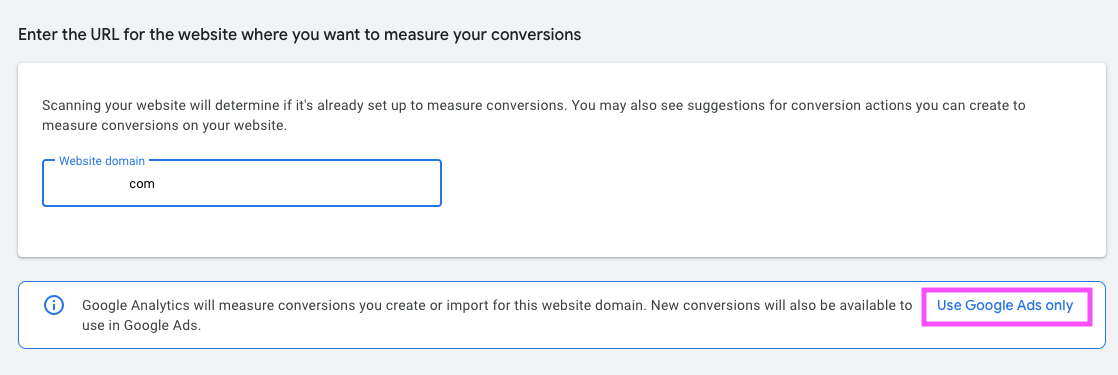 Enter the URL for the website where you want to measure your conversions
Scanning your website will determine if it's already set up to measure conversions. You may also see suggestions for conversion actions you can create to
measure conversions on your website.
Website domain
com
Google Analytics will measure conversions you create or import for this website domain. New conversions will also be available to
use in Google Ads.
Use Google Ads only